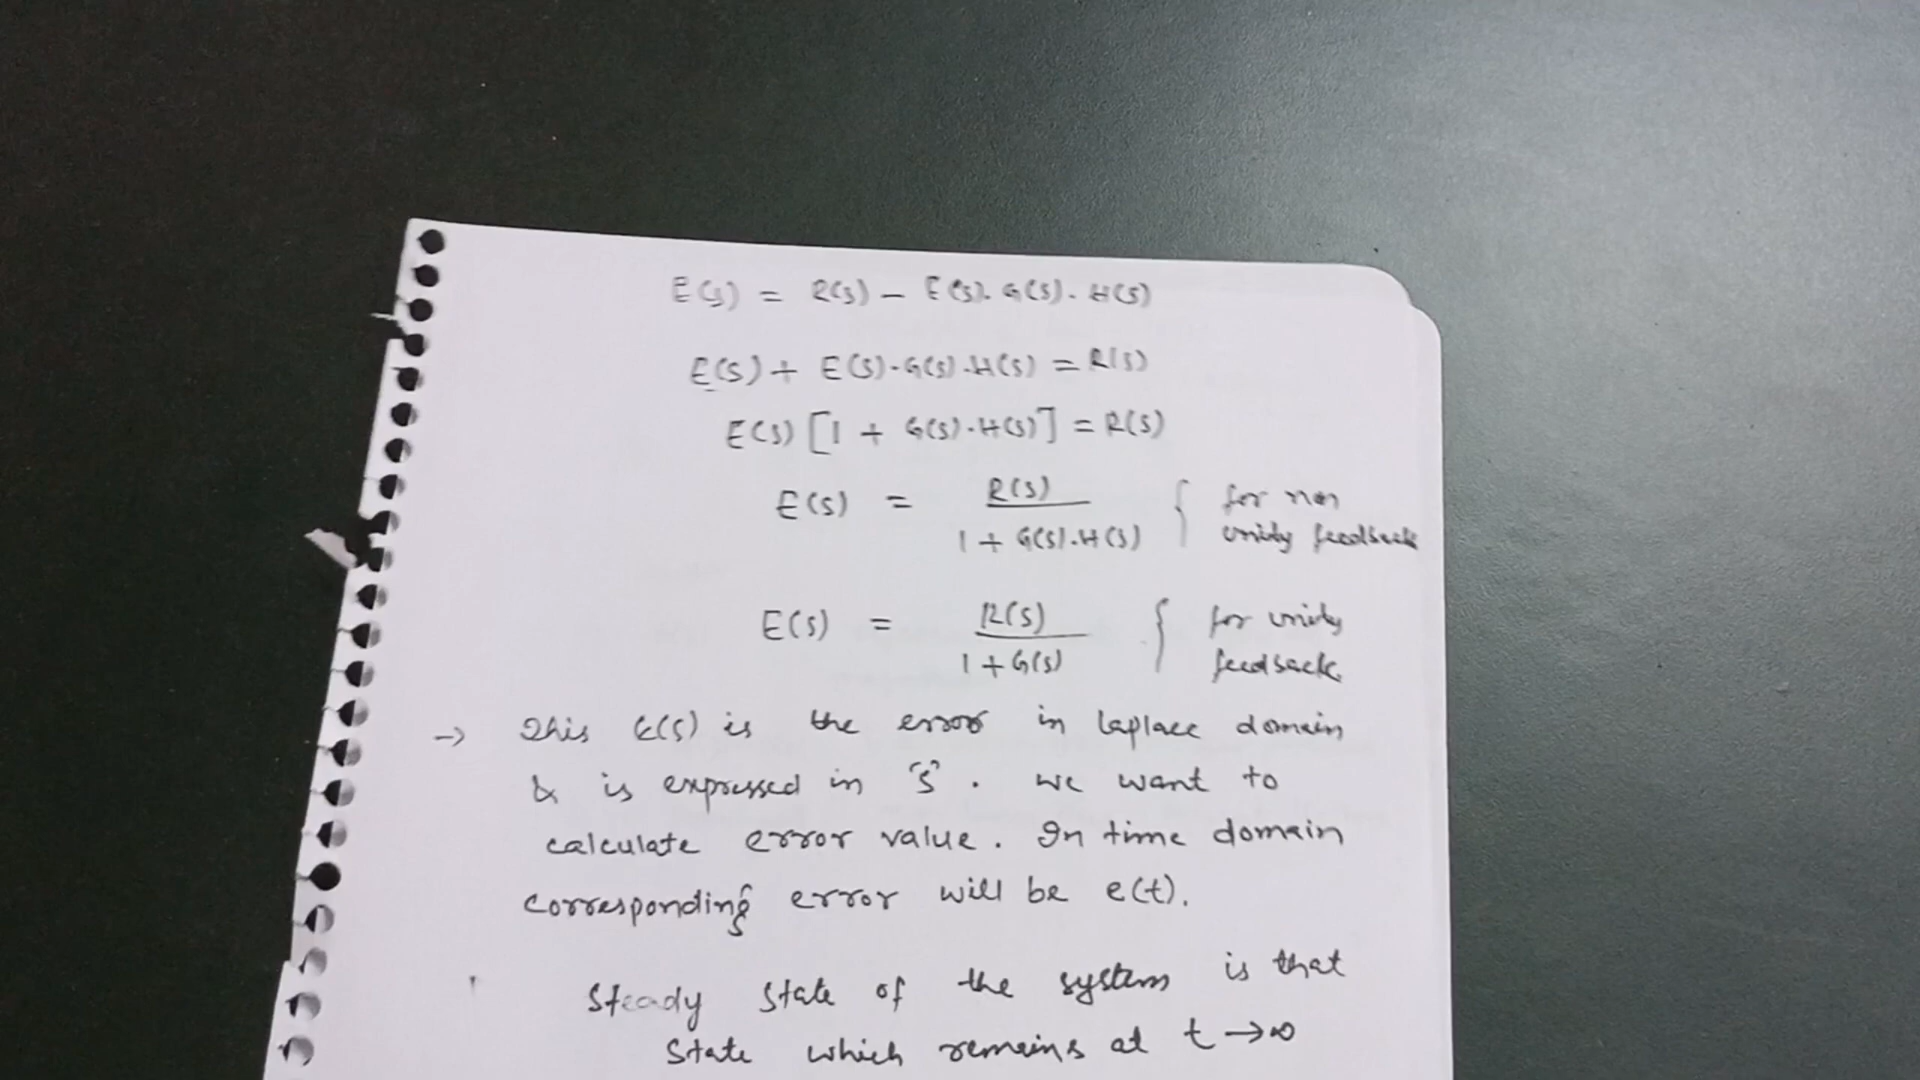 E(s) = R(s) - E(s). G(s). H(s)
E(s) + E(s).G(s).H(s) = R(s)
E(s) [1 + G(s).H(s)] = R(s)
E(s) = R(s) / 1 + G(s).H(s) { for non unity feedback
E(s) = R(s) / 1 + G(s) { for unity feedback
→ This E(s) is the error in laplace domain
& is expressed in 's'. we want to
calculate error value. In time domain
corresponding error will be e(t).
Steady state of the system is that
state which remains at t → ∞